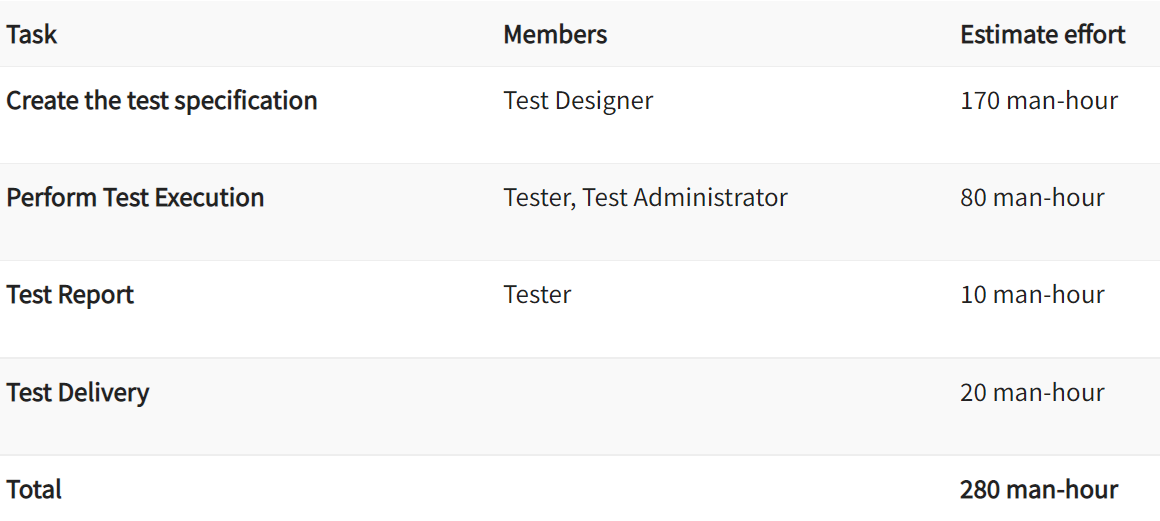 Task Members Estimate effort
Create the test specification Test Designer 170 man-hour
Perform Test Execution Tester, Test Administrator 80 man-hour
Test Report Tester 10 man-hour
Test Delivery 20 man-hour
Total 280 man-hour